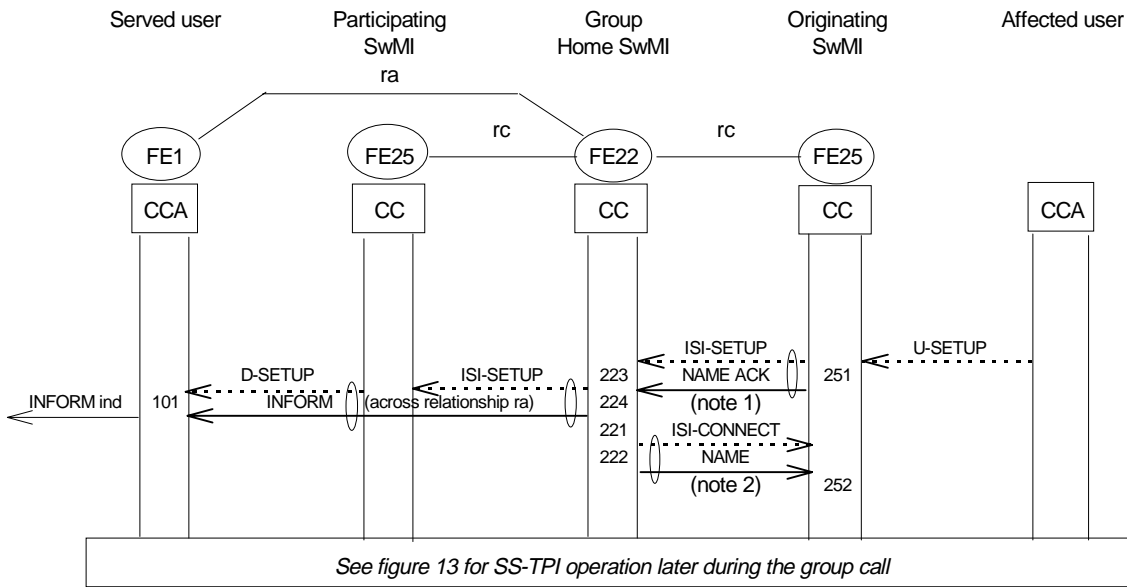 Served user
Participating
SwMI
Group
Home SwMI
Originating
SwMI
Affected user
ra
rc
rc
FE1
FE25
FE22
FE25
CCA
CC
CC
CC
CCA
ISI-SETUP
U-SETUP
D-SETUP
ISI-SETUP
223
NAME ACK
251
INFORM ind
101
INFORM
(across relationship ra)
224
(note 1)
221
ISI-CONNECT
222
NAME
(note 2)
252
See figure 13 for SS-TPI operation later during the group call